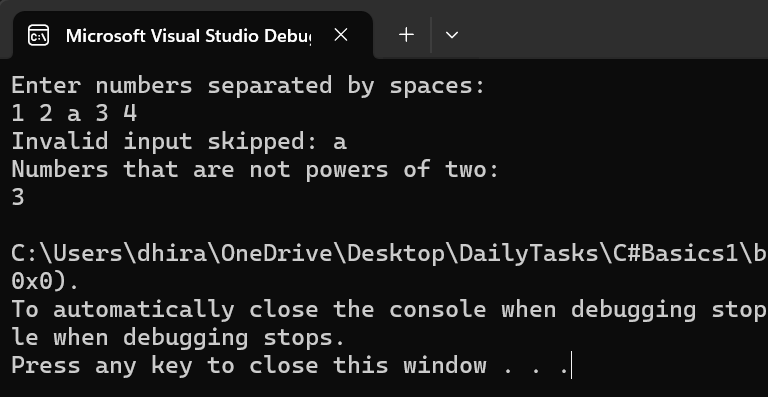 Microsoft Visual Studio Debu
Enter numbers separated by spaces:
1 2 a 3 4
Invalid input skipped: a
Numbers that are not powers of two:
3
C:\Users\dhira\OneDrive\Desktop\DailyTasks\C#Basics1\b
0x0).
To automatically close the console when debugging stop
le when debugging stops.
Press any key to close this window . . .